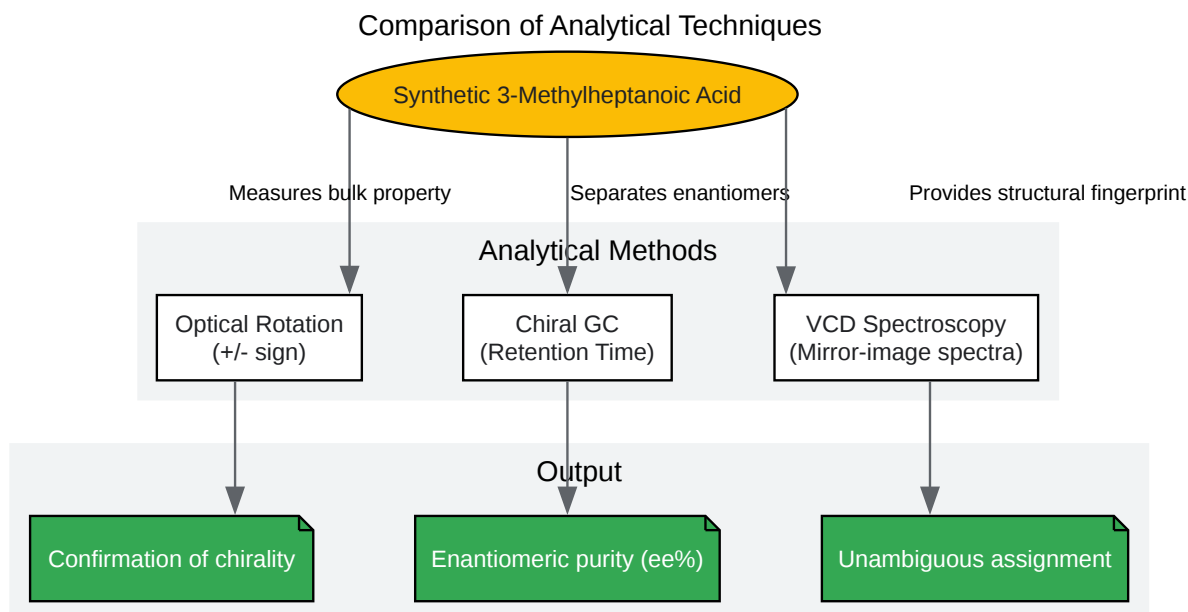 Comparison of Analytical Techniques
Synthetic 3-Methylheptanoic Acid
Measures bulk property
Separates enantiomers
Provides structural fingerprint
Analytical Methods
Optical Rotation
(+/- sign)
Chiral GC
(Retention Time)
VCD Spectroscopy
(Mirror-image spectra)
Output
Confirmation of chirality
Enantiomeric purity (ee%)
Unambiguous assignment